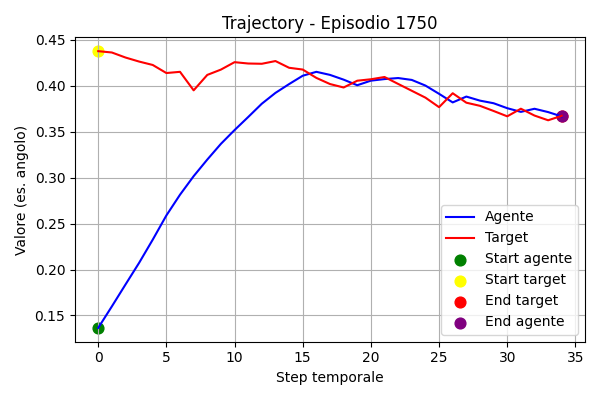 Trajectory - Episodio 1750
Valore (es. angolo)
0.45
0.40
0.35
0.30
0.25
0.20
0.15
0 5 10 15 20 25 30 35
Step temporale
Agente
Target
Start agente
Start target
End target
End agente